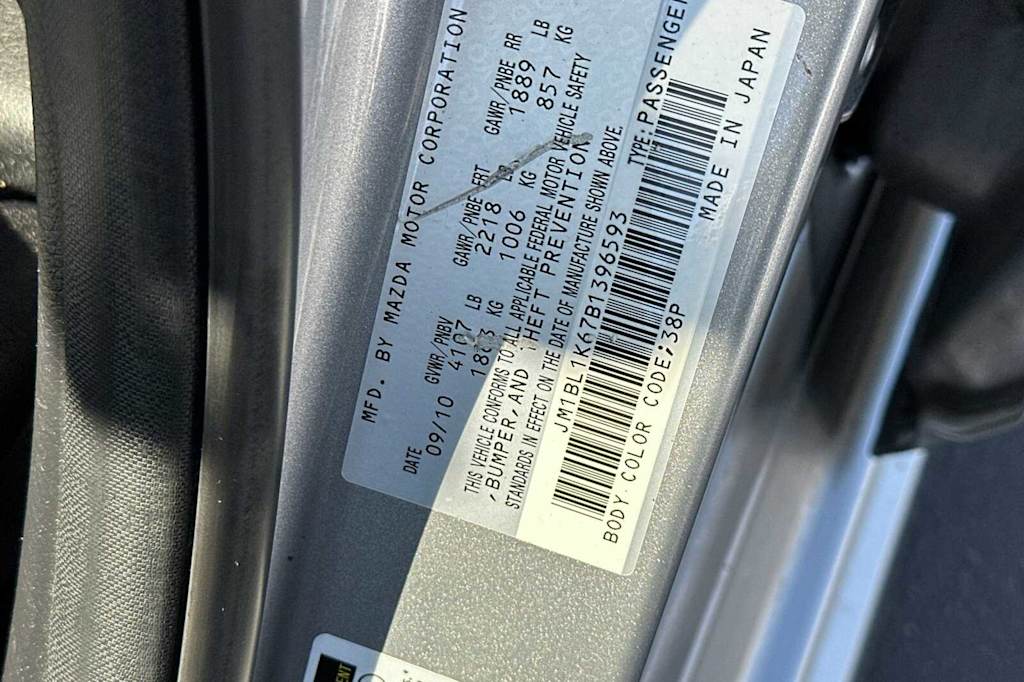 MFD. BY MAZDA MOTOR CORPORATION
DATE GVWR/PNBV GAWR/PNBE FRT GAWR/PNBE RR
09/10 4107 LB 2218 LB 1889 LB
1863 KG 1006 KG 857 KG
THIS VEHICLE CONFORMS TO ALL APPLICABLE FEDERAL MOTOR VEHICLE SAFETY
,BUMPER,AND THEFT PREVENTION
STANDARDS IN EFFECT ON THE DATE OF MANUFACTURE SHOWN ABOVE.
JM1BL1K67B1396593 TYPE:PASSENGER
BODY COLOR CODE;38P MADE IN JAPAN